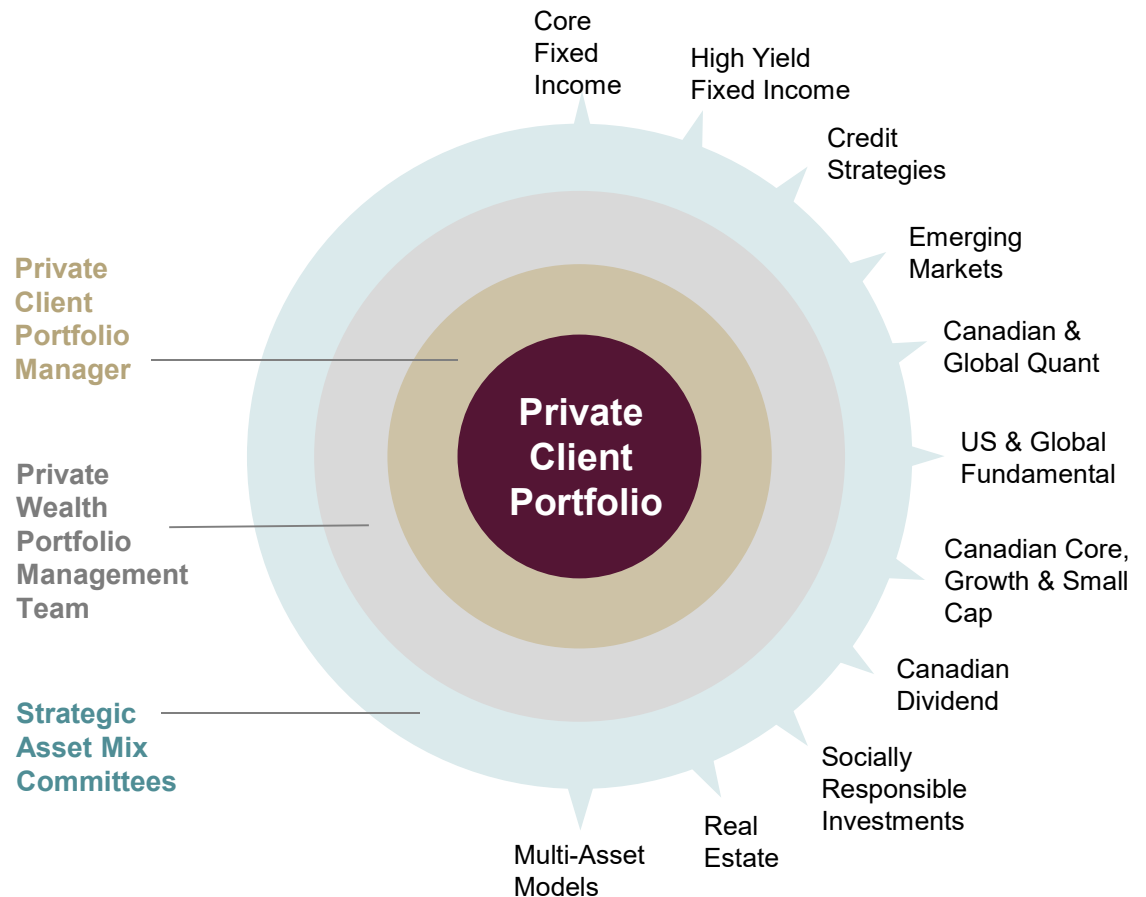 Core
Fixed
Income
High Yield
Fixed Income
Credit
Strategies
Emerging
Markets
Canadian &
Global Quant
US & Global
Fundamental
Canadian Core,
Growth & Small
Cap
Canadian
Dividend
Socially
Responsible
Investments
Real
Estate
Multi-Asset
Models
Private
Client
Portfolio
Manager
Private
Wealth
Portfolio
Management
Team
Strategic
Asset Mix
Committees
Private
Client
Portfolio